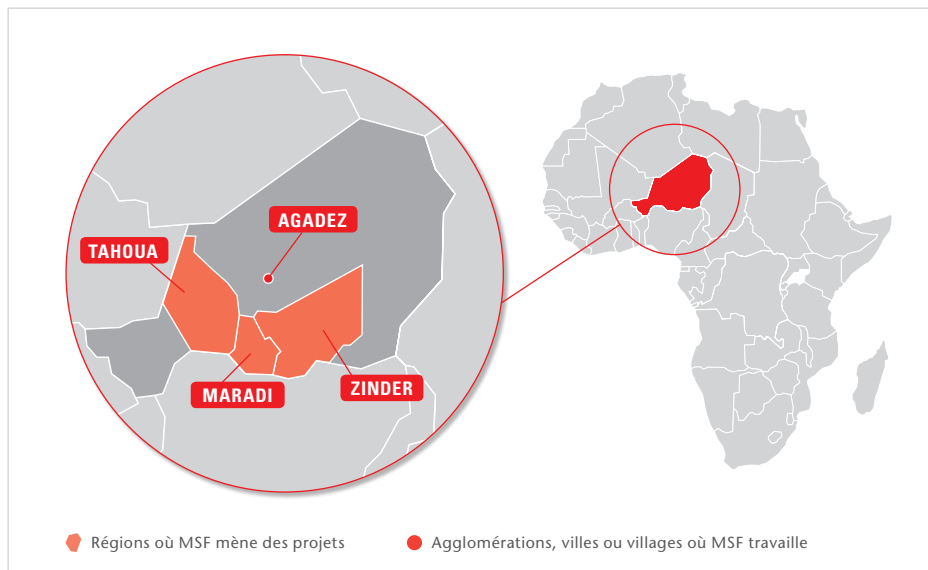 AGADEZ
TAHOUA
MARADI
ZINDER
Régions où MSF mène des projets
Agglomérations, villes ou villages où MSF travaille